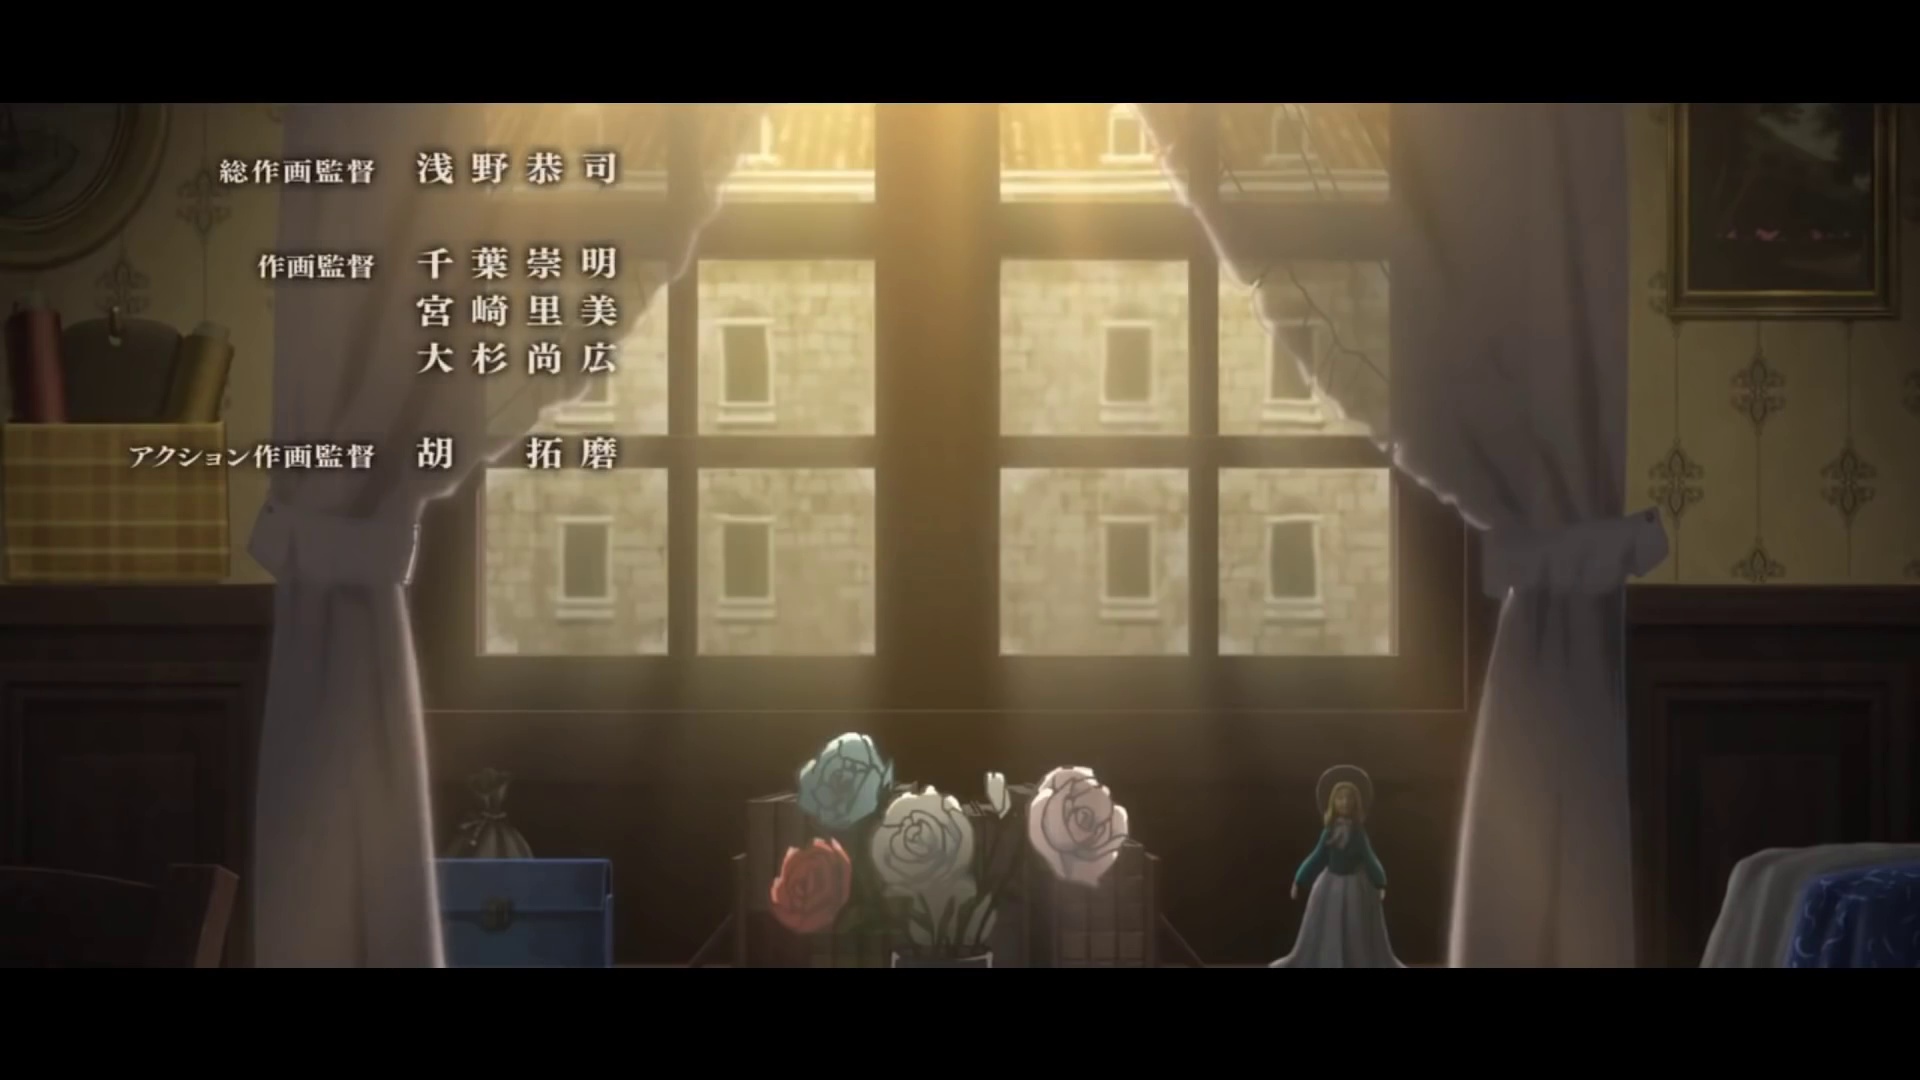 総作画監督 浅野恭司
作画監督 千葉崇明
宮崎里美
大杉尚広
アクション作画監督 胡 拓磨